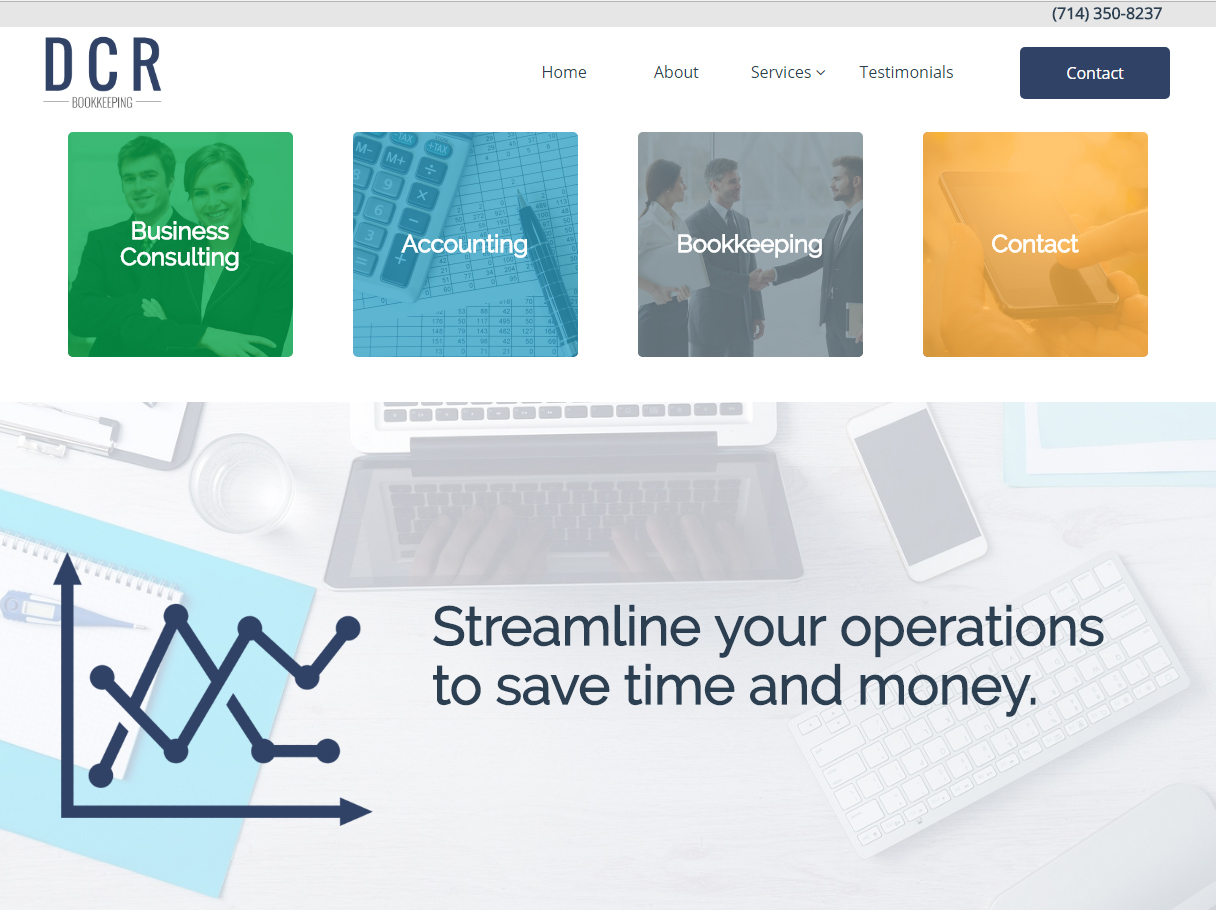 (714) 350-8237
DCR
BOOKKEEPING
Home
About
Services
Testimonials
Contact
Business
Consulting
Accounting
Bookkeeping
Contact
Streamline your operations
to save time and money.